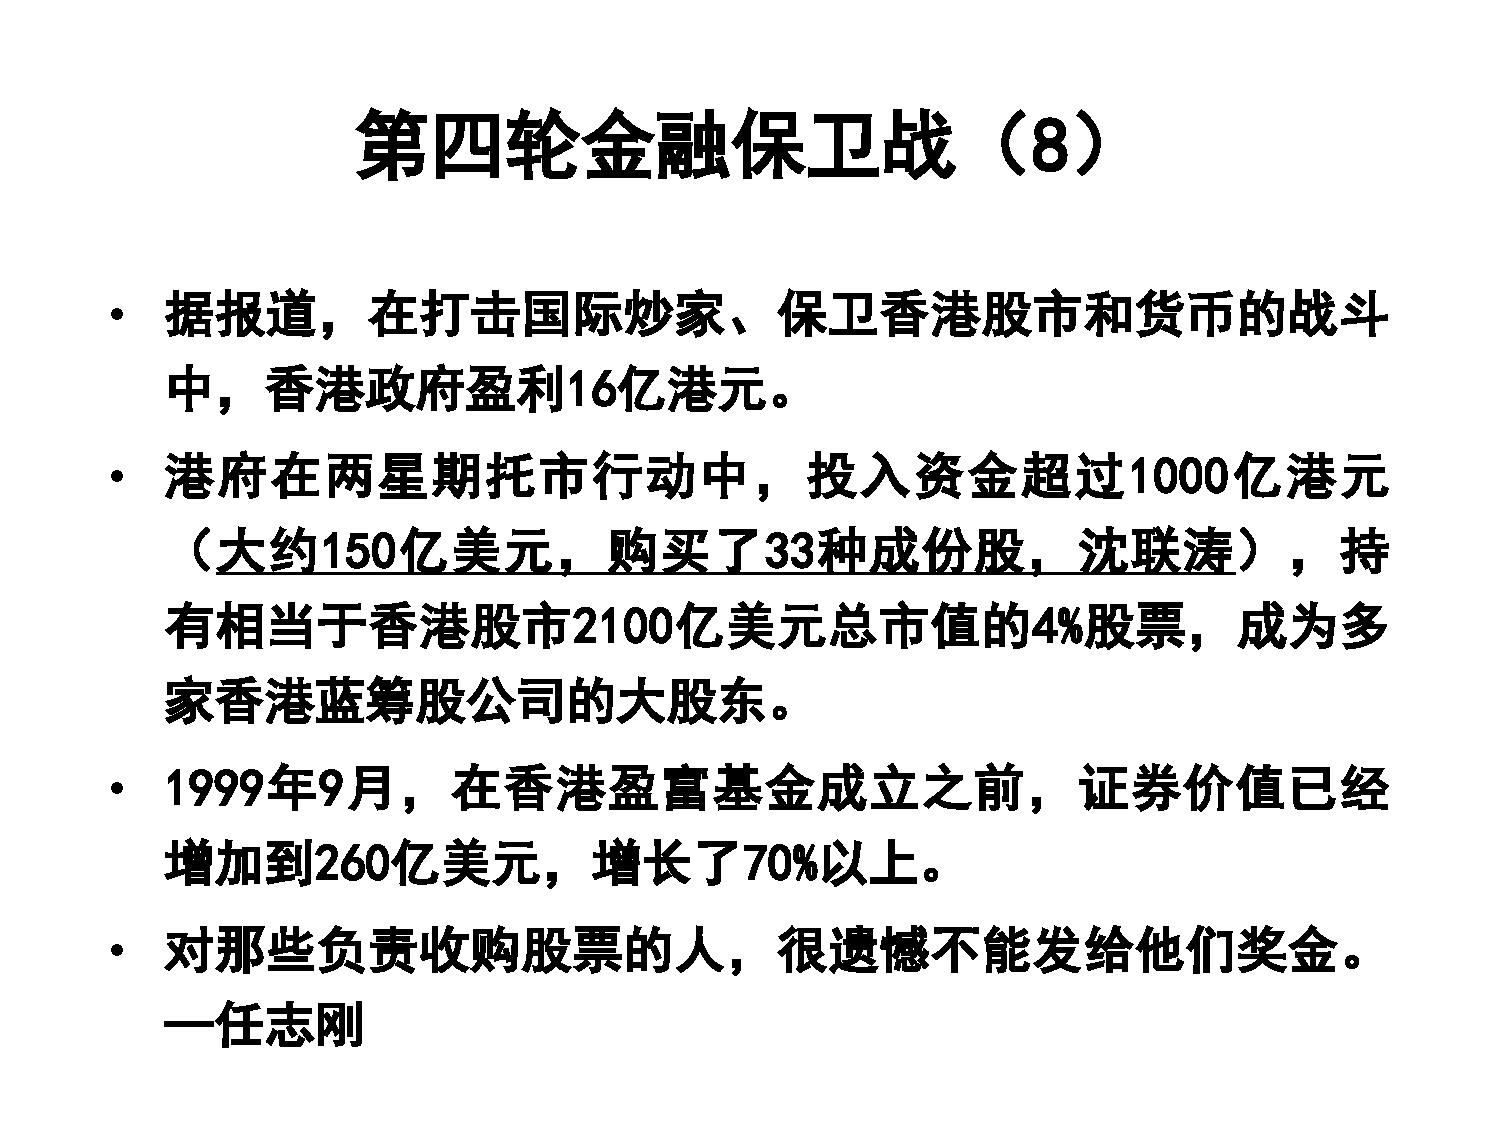 第四轮金融保卫战（8）
• 据报道，在打击国际炒家、保卫香港股市和货币的战斗
中，香港政府盈利16亿港元。
• 港府在两星期托市行动中，投入资金超过1000亿港元
（大约150亿美元，购买了33种成份股，沈联涛），持
有相当于香港股市2100亿美元总市值的4%股票，成为多
家香港蓝筹股公司的大股东。
• 1999年9月，在香港盈富基金成立之前，证券价值已经
增加到260亿美元，增长了70%以上。
• 对那些负责收购股票的人，很遗憾不能发给他们奖金。
—任志刚